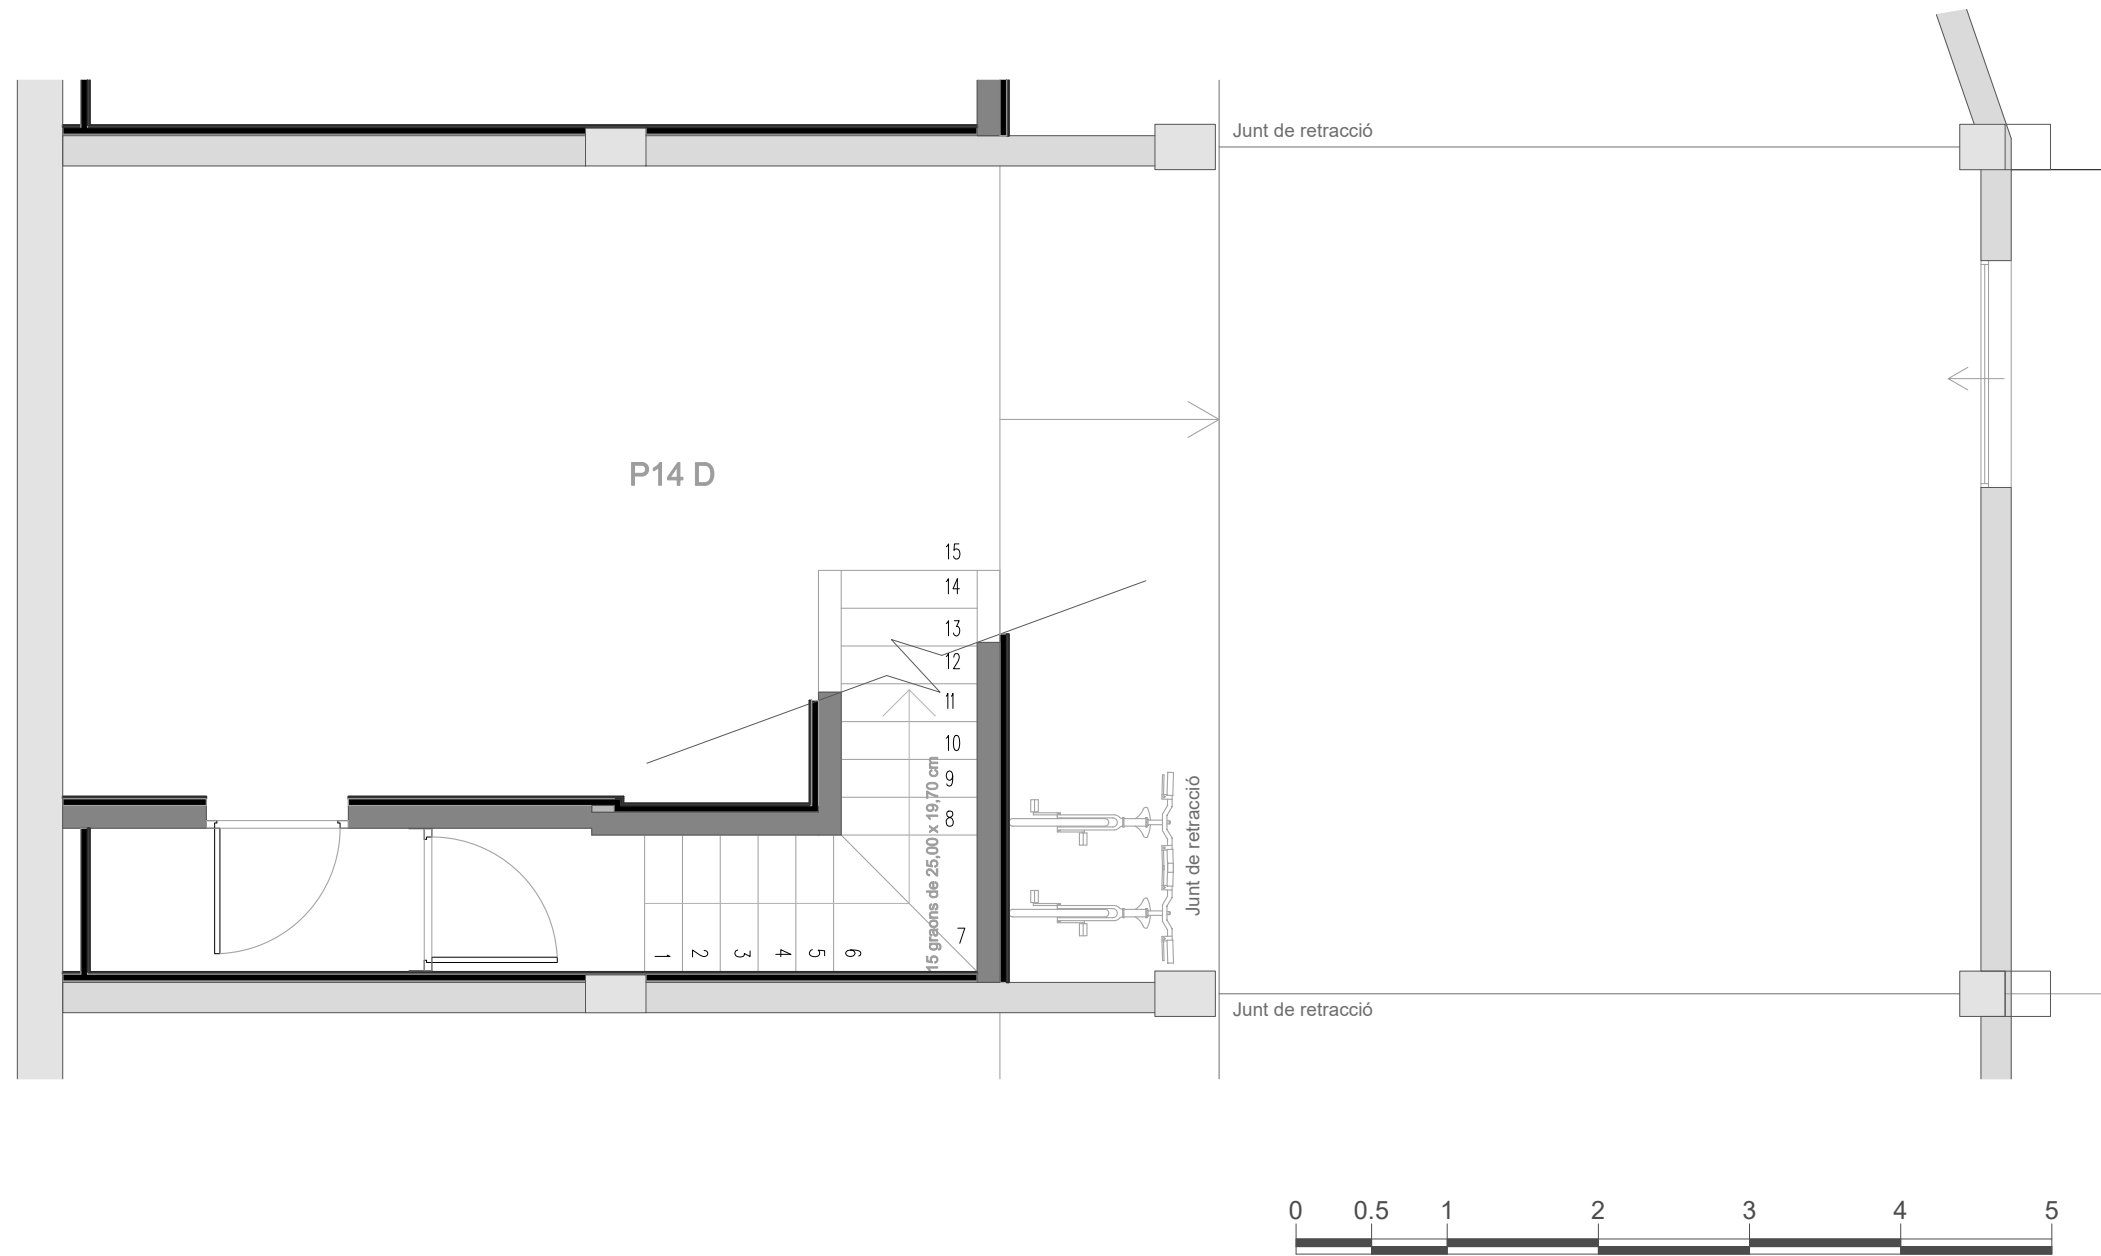 Junt de retracció
P14 D
15
14
13
12
11
10
9
8
7
15 graons de 25,00 x 19,70 cm
Junt de retracció
1 2 3 4 5 6
Junt de retracció
0 0.5 1 2 3 4 5